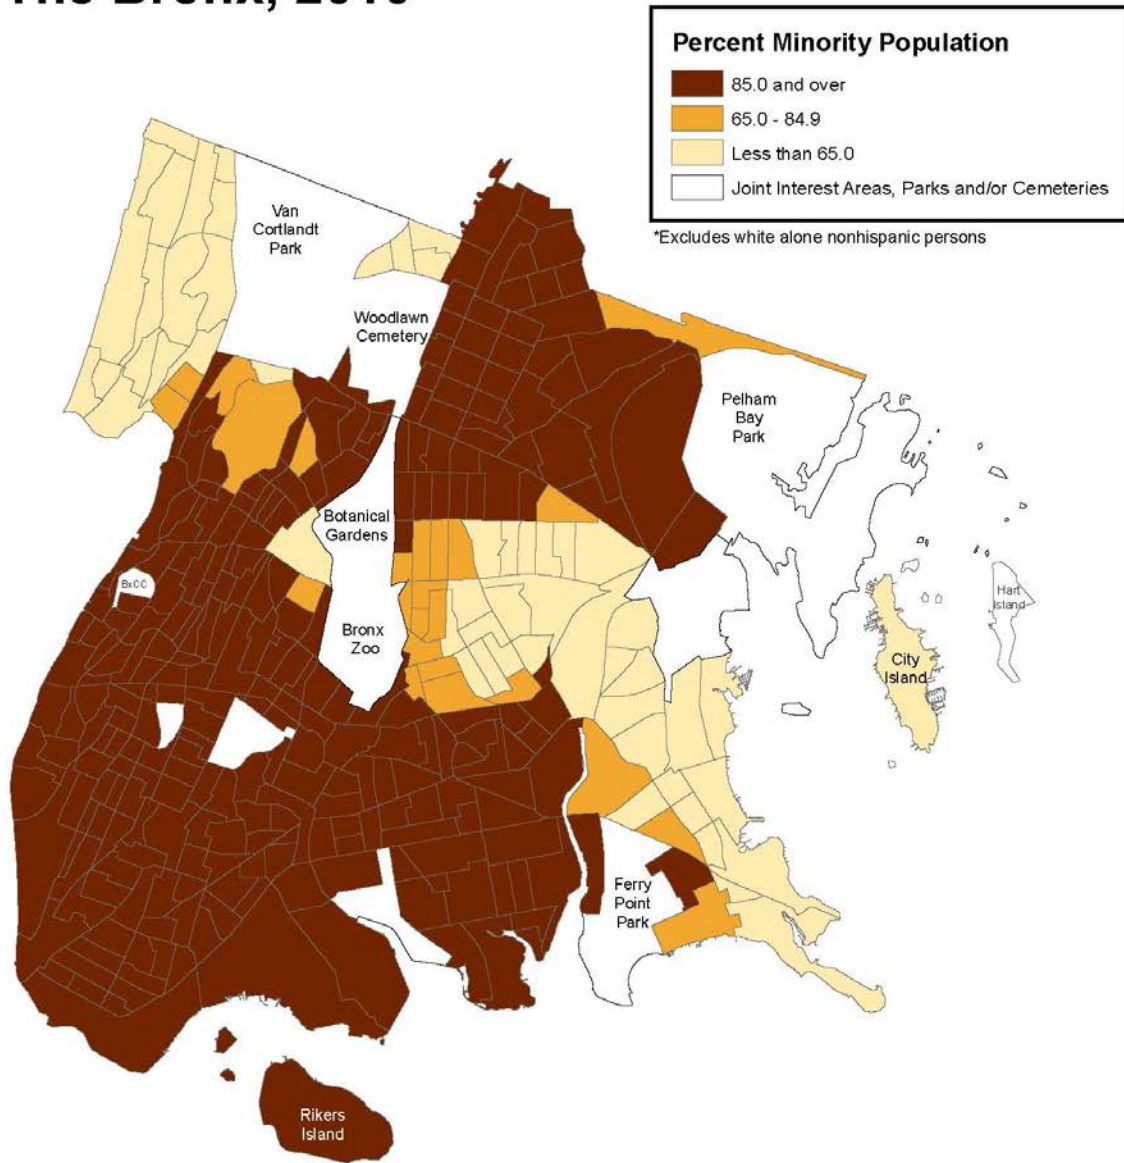 The Bronx, 2010
Percent Minority Population
85.0 and over
65.0 - 84.9
Less than 65.0
Joint Interest Areas, Parks and/or Cemeteries
*Excludes white alone nonhispanic persons
Van
Cortlandt
Park
Woodlawn
Cemetery
Pelham
Bay
Park
Botanical
Gardens
BxCC
Hart
Island
Bronx
Zoo
City
Island
Ferry
Point
Park
Rikers
Island